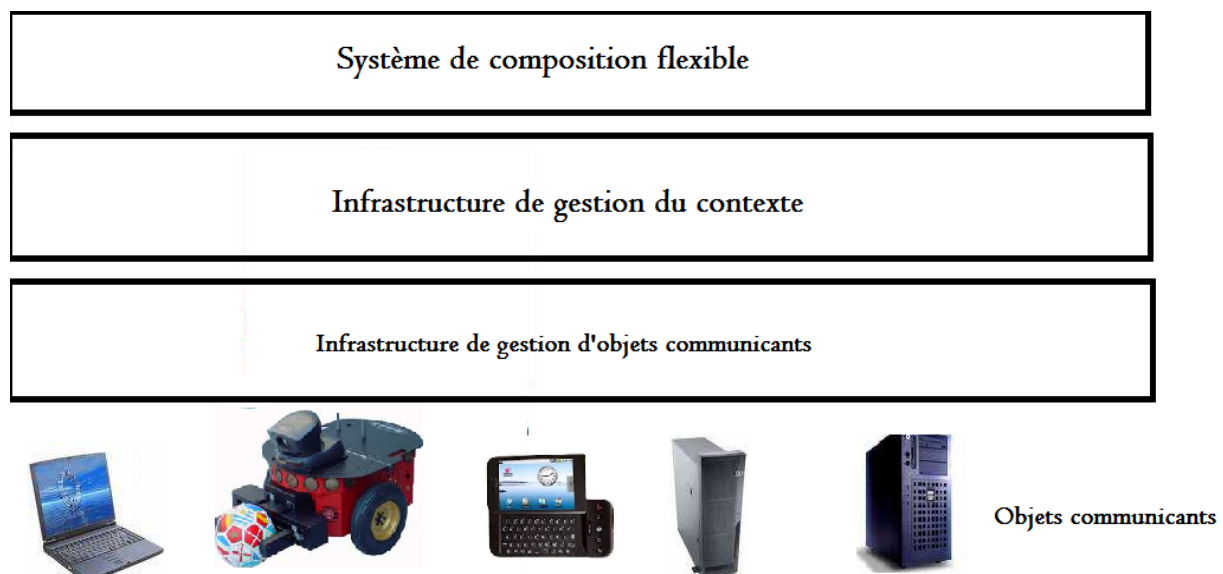 Système de composition flexible
Infrastructure de gestion du contexte
Infrastructure de gestion d'objets communicants
Objets communicants